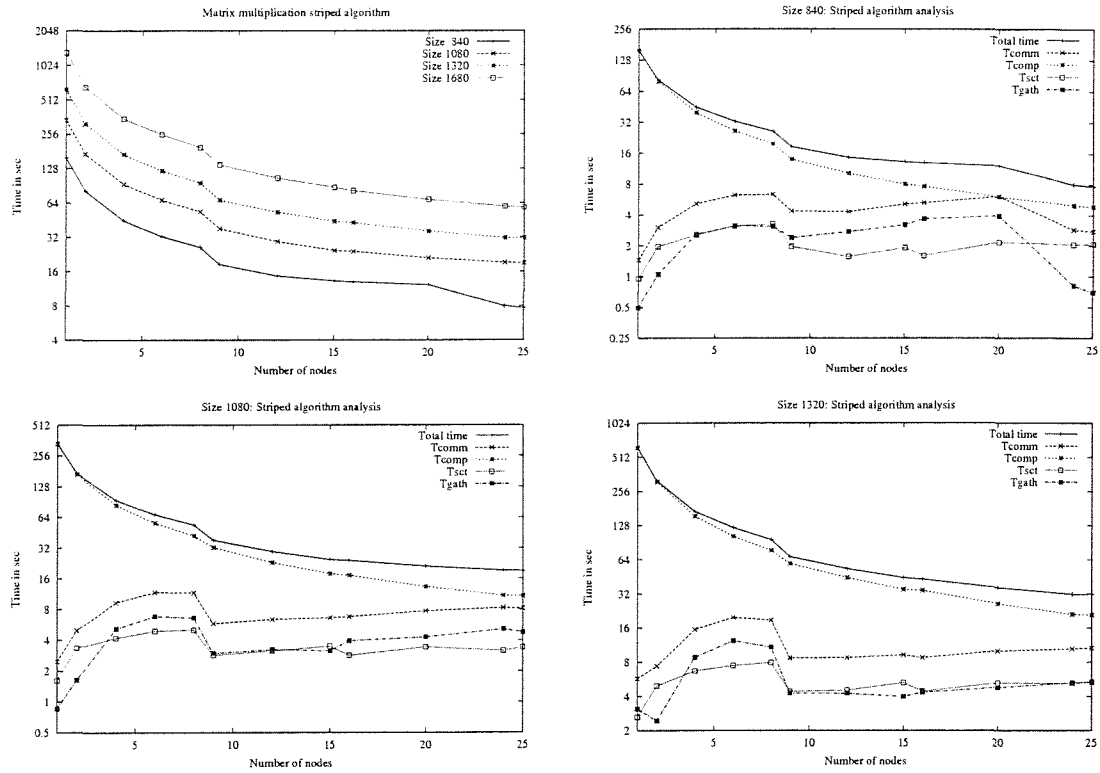 Matrix multiplication striped algorithm
2048
1024
512
256
128
64
32
16
8
4
5
10
15
20
25
Time in sec
Number of nodes
Size 840
Size 1080
Size 1320
Size 1680
Size 840: Striped algorithm analysis
256
128
64
32
16
8
4
2
1
0.5
0.25
5
10
15
20
25
Time in sec
Number of nodes
Total time
Tcomm
Tcomp
Tsct
Tgath
Size 1080: Striped algorithm analysis
512
256
128
64
32
16
8
4
2
1
0.5
5
10
15
20
25
Time in sec
Number of nodes
Total time
Tcomm
Tcomp
Tsct
Tgath
Size 1320: Striped algorithm analysis
1024
512
256
128
64
32
16
8
4
2
5
10
15
20
25
Time in sec
Number of nodes
Total time
Tcomm
Tcomp
Tsct
Tgath